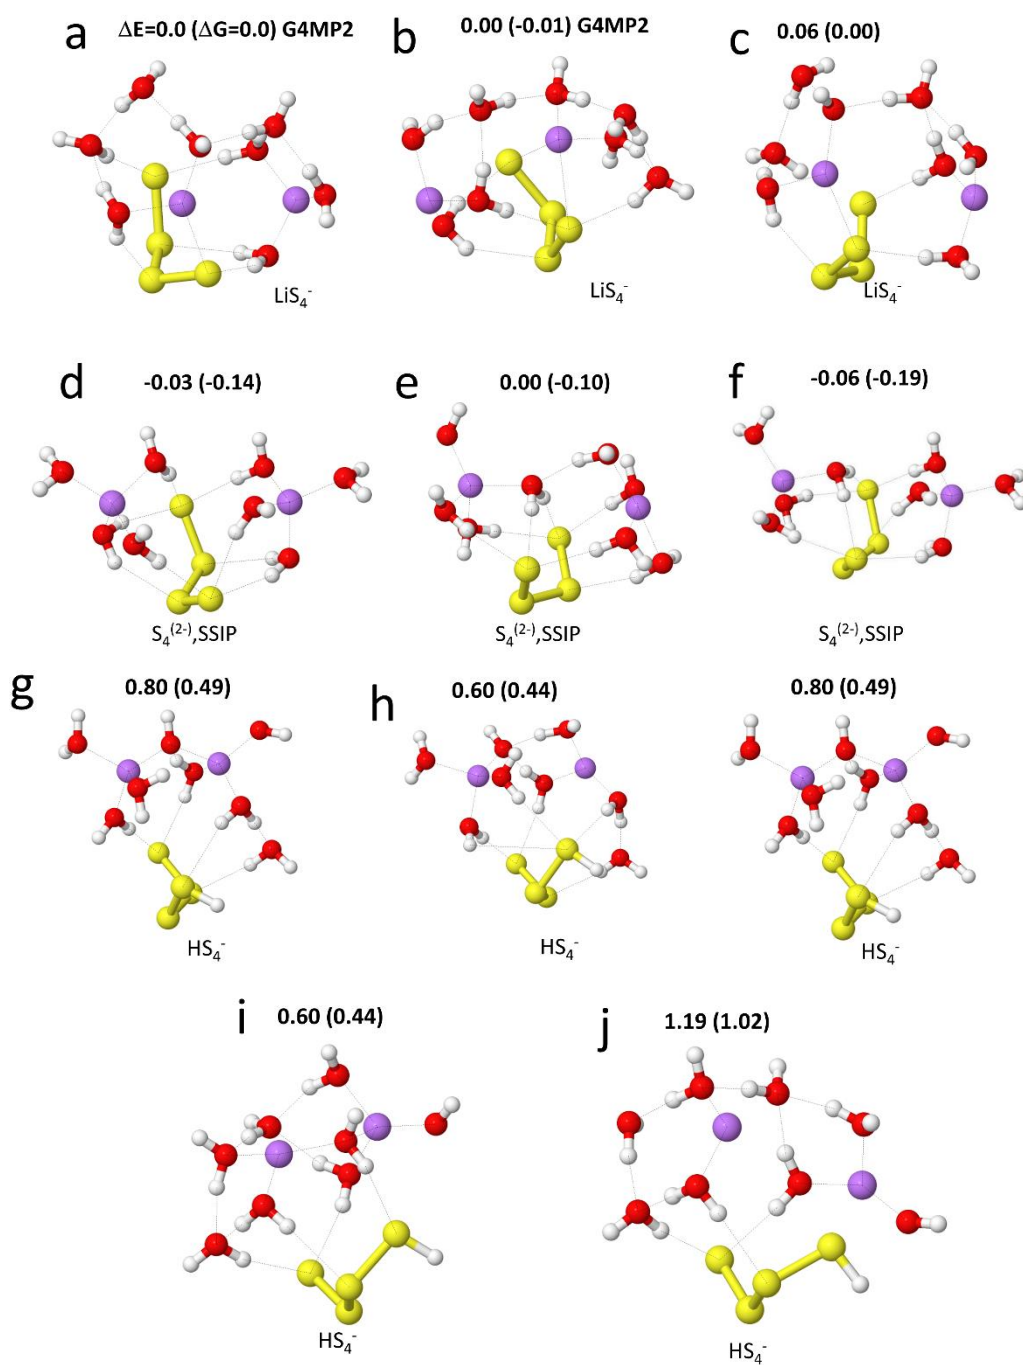 a ΔE=0.0 (ΔG=0.0) G4MP2 b 0.00 (-0.01) G4MP2 c 0.06 (0.00)
LiS₄⁻ LiS₄⁻ LiS₄⁻
d -0.03 (-0.14) e 0.00 (-0.10) f -0.06 (-0.19)
S₄⁽²⁻⁾,SSIP S₄⁽²⁻⁾,SSIP S₄⁽²⁻⁾,SSIP
g 0.80 (0.49) h 0.60 (0.44) 0.80 (0.49)
HS₄⁻ HS₄⁻ HS₄⁻
i 0.60 (0.44) j 1.19 (1.02)
HS₄⁻ HS₄⁻